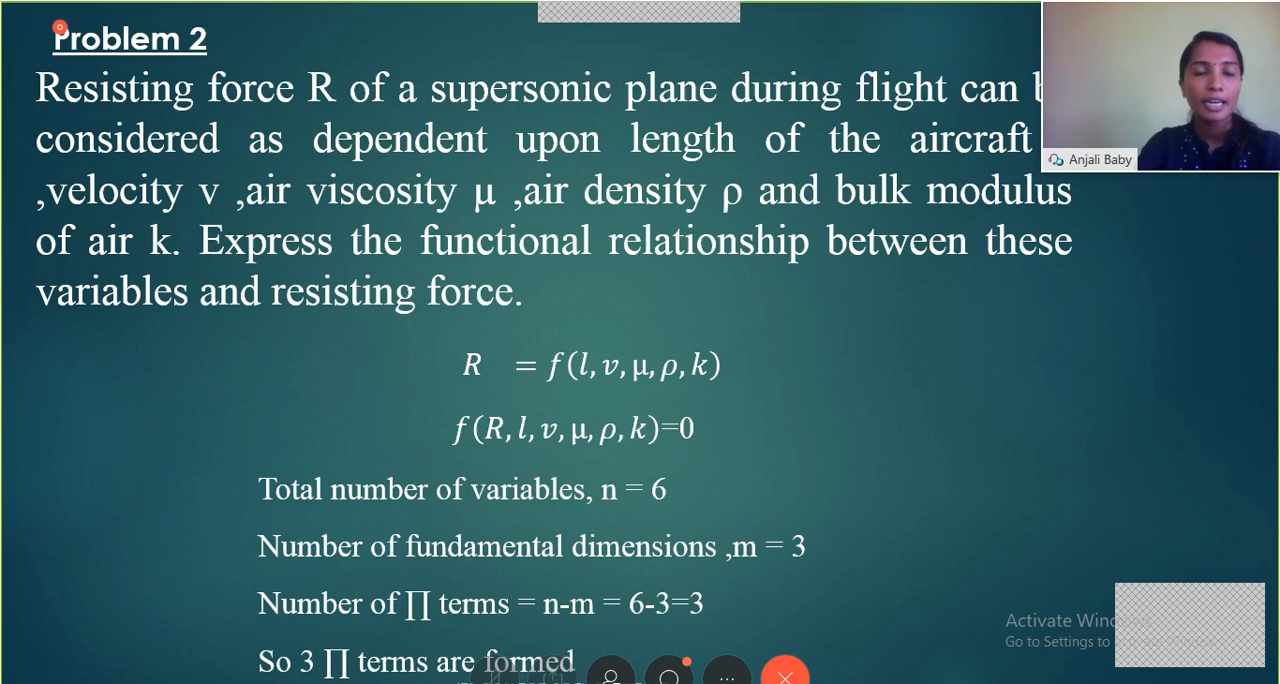 Problem 2
Resisting force R of a supersonic plane during flight can
considered as dependent upon length of the aircraft
,velocity v ,air viscosity μ ,air density ρ and bulk modulus
of air k. Express the functional relationship between these
variables and resisting force.
R = f(l, v, μ, ρ, k)
f(R, l, v, μ, ρ, k)=0
Total number of variables, n = 6
Number of fundamental dimensions ,m = 3
Number of ∏ terms = n-m = 6-3=3
So 3 ∏ terms are formed
Anjali Baby
Activate
Go to Settings to